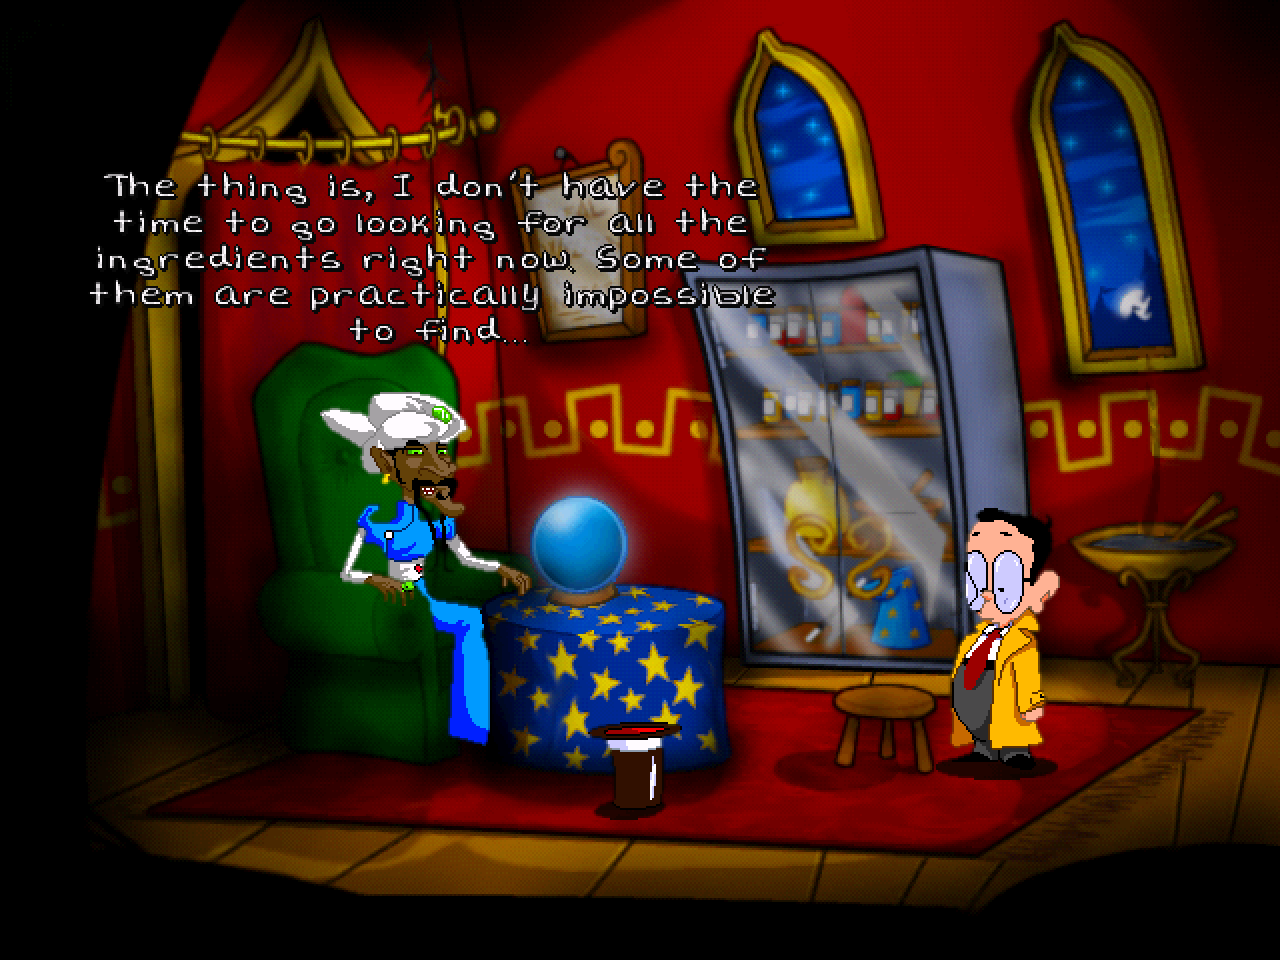 The thing is, I don't have the
time to go looking for all the
ingredients right now. Some of
them are practically impossible
to find...